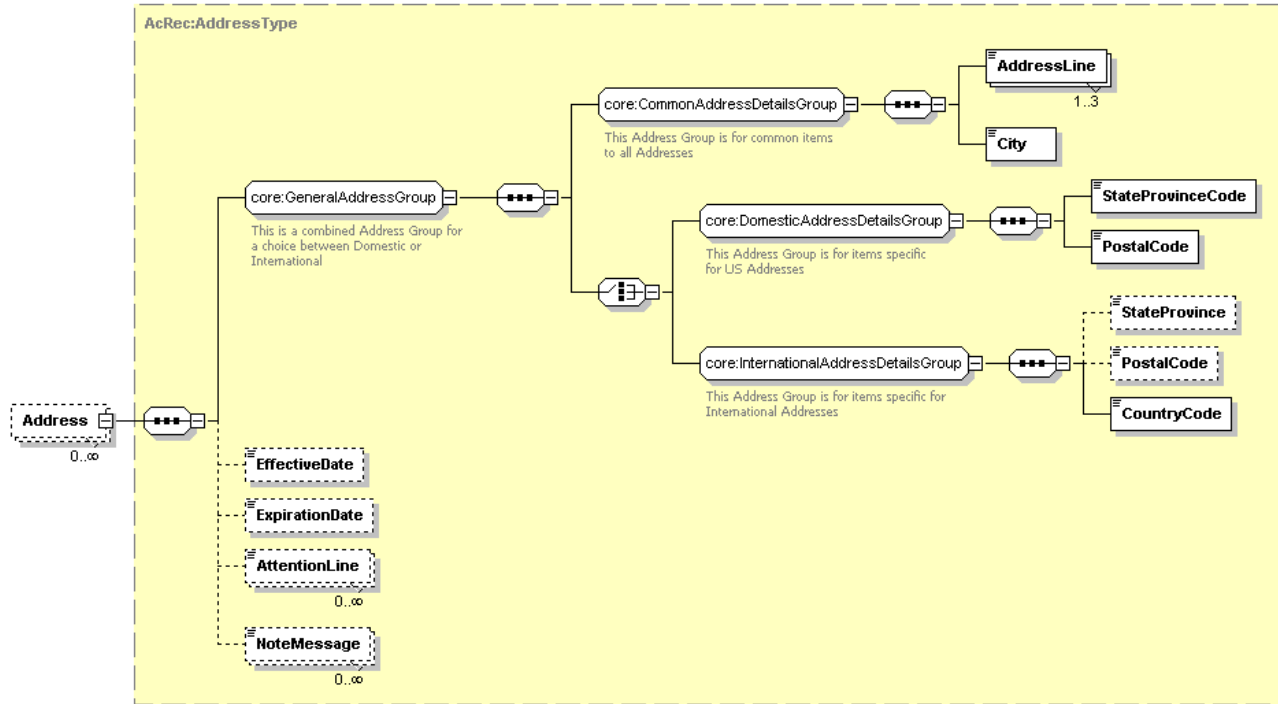 AcRec:AddressType
AddressLine
1..3
core:CommonAddressDetailsGroup
This Address Group is for common items
to all Addresses
City
core:GeneralAddressGroup
This is a combined Address Group for
a choice between Domestic or
International
core:DomesticAddressDetailsGroup
This Address Group is for items specific
for US Addresses
StateProvinceCode
PostalCode
core:InternationalAddressDetailsGroup
This Address Group is for items specific for
International Addresses
StateProvince
PostalCode
CountryCode
Address
0..∞
EffectiveDate
ExpirationDate
AttentionLine
0..∞
NoteMessage
0..∞